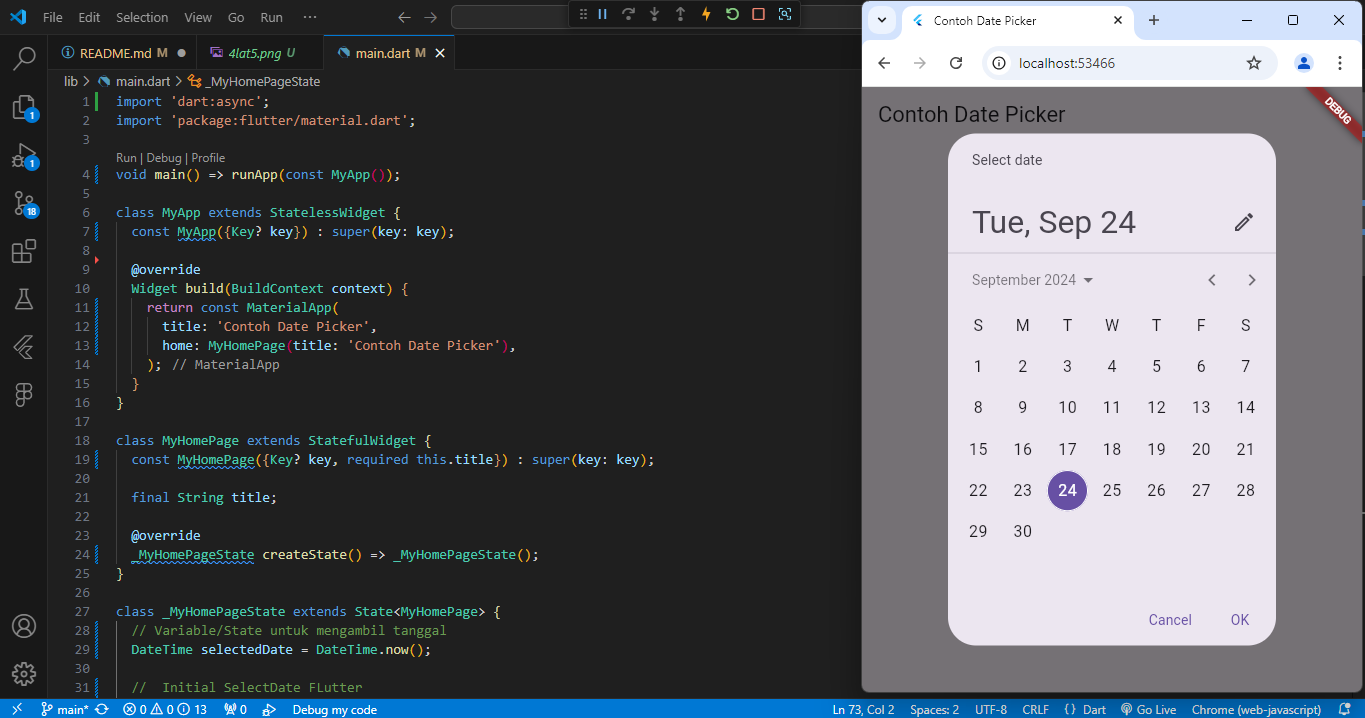 File Edit Selection View Go Run ···
README.md M
4lat5.png U
main.dart M
lib > main.dart > _MyHomePageState
1 import 'dart:async';
2 import 'package:flutter/material.dart';
3
Run | Debug | Profile
4 void main() => runApp(const MyApp());
5
6 class MyApp extends StatelessWidget {
7 const MyApp({Key? key}) : super(key: key);
8
9 @override
10 Widget build(BuildContext context) {
11 return const MaterialApp(
12 title: 'Contoh Date Picker',
13 home: MyHomePage(title: 'Contoh Date Picker'),
14 ); // MaterialApp
15 }
16 }
17
18 class MyHomePage extends StatefulWidget {
19 const MyHomePage({Key? key, required this.title}) : super(key: key);
20
21 final String title;
22
23 @override
24 _MyHomePageState createState() => _MyHomePageState();
25 }
26
27 class _MyHomePageState extends State<MyHomePage> {
28 // Variable/State untuk mengambil tanggal
29 DateTime selectedDate = DateTime.now();
30
31 //  Initial SelectDate FLutter
1
1
18
main* 0 0 13 0 Debug my code
Ln 73, Col 2 Spaces: 2 UTF-8 CRLF {} Dart Go Live Chrome (web-javascript)
Contoh Date Picker
localhost:53466
Contoh Date Picker
DEBUG
Select date
Tue, Sep 24
September 2024
S M T W T F S
1 2 3 4 5 6 7
8 9 10 11 12 13 14
15 16 17 18 19 20 21
22 23 24 25 26 27 28
29 30
Cancel OK